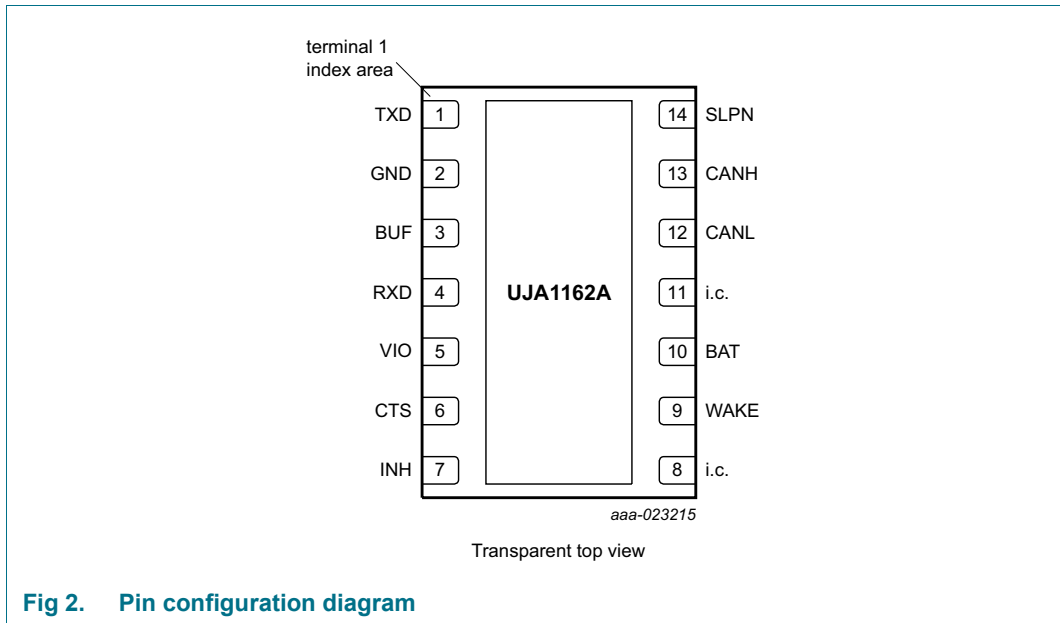 terminal 1
index area
TXD 1
GND 2
BUF 3
RXD 4
VIO 5
CTS 6
INH 7
UJA1162A
14 SLPN
13 CANH
12 CANL
11 i.c.
10 BAT
9 WAKE
8 i.c.
aaa-023215
Transparent top view
Fig 2. Pin configuration diagram